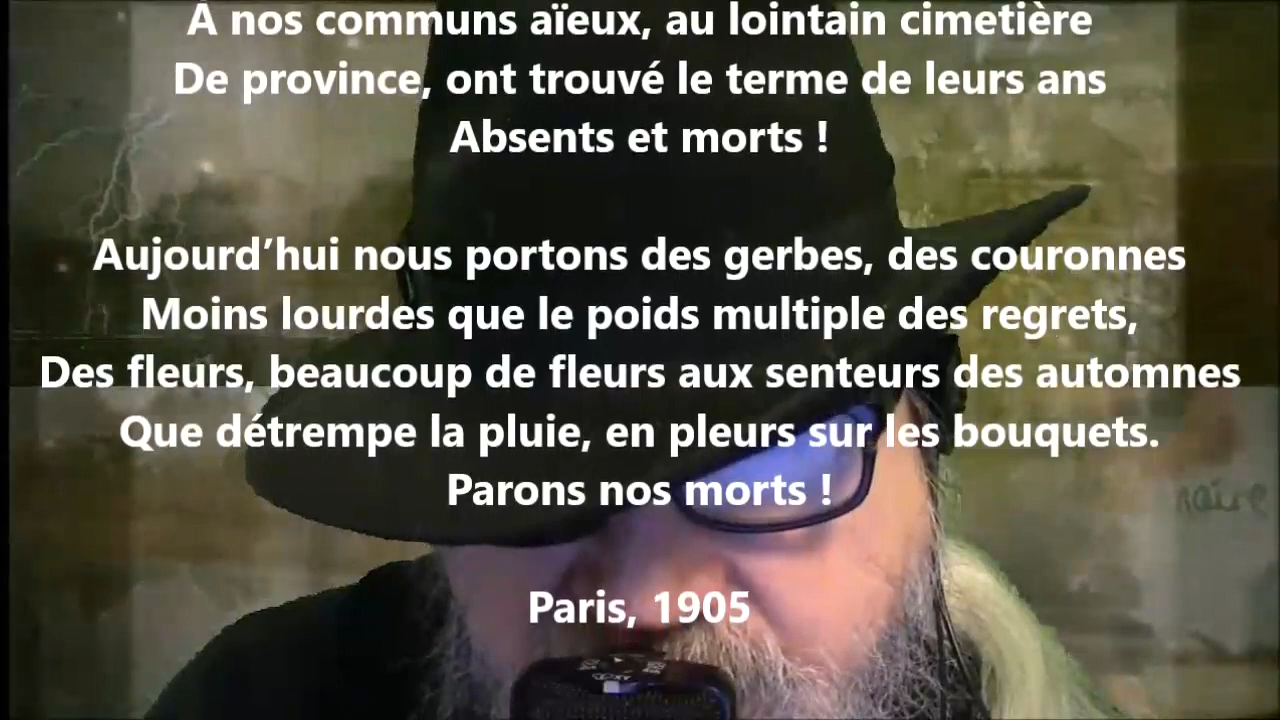 À nos communs aïeux, au lointain cimetière
De province, ont trouvé le terme de leurs ans
Absents et morts !
Aujourd’hui nous portons des gerbes, des couronnes
Moins lourdes que le poids multiple des regrets,
Des fleurs, beaucoup de fleurs aux senteurs des automnes
Que détrempe la pluie, en pleurs sur les bouquets.
Parons nos morts !
Paris, 1905